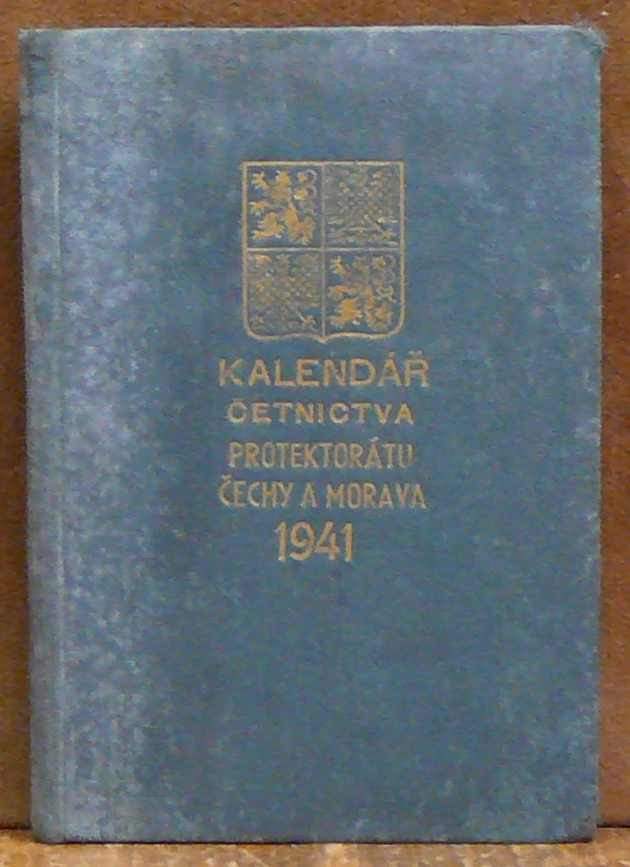 KALENDÁŘ
ČETNICTVA
PROTEKTORÁTU
ČECHY A MORAVA
1941